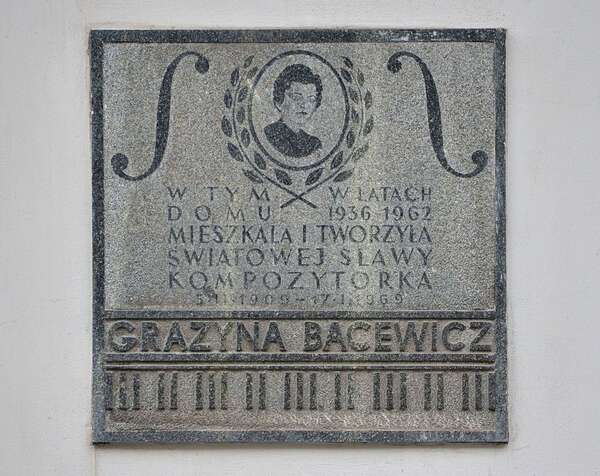 W TYM W LATACH
DOMU 1936-1962
MIESZKAŁA I TWORZYŁA
ŚWIATOWEJ SŁAWY
KOMPOZYTORKA
5.II.1909-17.I.1969
GRAŻYNA BACEWICZ